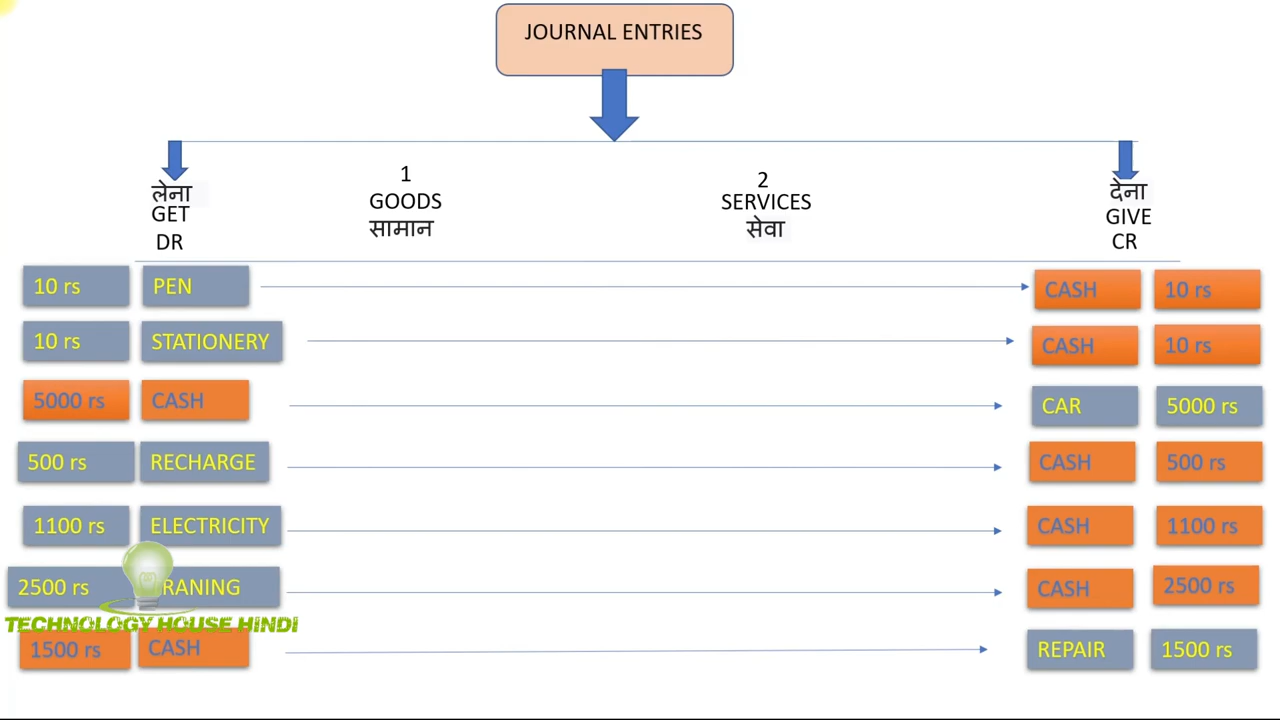 JOURNAL ENTRIES
लेना
GET
DR
1
GOODS
सामान
2
SERVICES
सेवा
देना
GIVE
CR
10 rs PEN CASH 10 rs
10 rs STATIONERY CASH 10 rs
5000 rs CASH CAR 5000 rs
500 rs RECHARGE CASH 500 rs
1100 rs ELECTRICITY CASH 1100 rs
2500 rs RANING CASH 2500 rs
TECHNOLOGY HOUSE HINDI
1500 rs CASH REPAIR 1500 rs